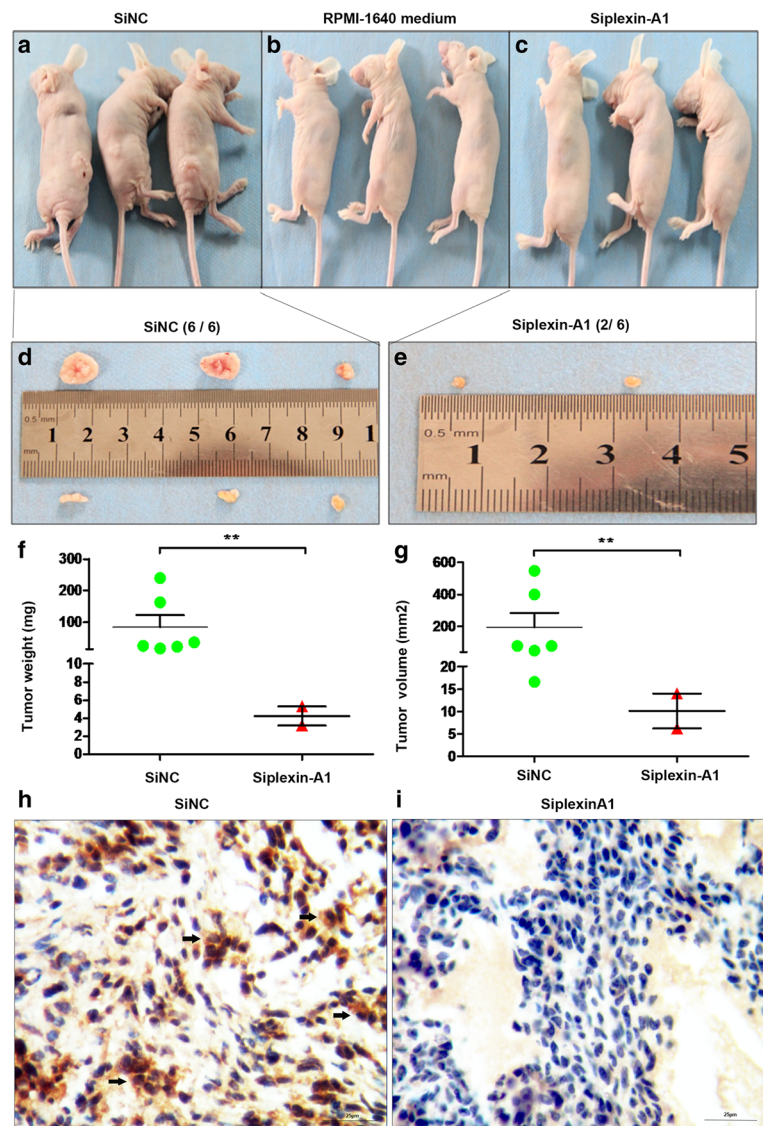 SiNC RPMI-1640 medium Siplexin-A1
a b c
SiNC (6 / 6) Siplexin-A1 (2/ 6)
d e
0.5 mm
1 2 3 4 5 6 7 8 9 1
mm
0.5 mm
1 2 3 4 5
mm
f
**
Tumor weight (mg)
300
200
100
10
8
6
4
2
0
SiNC Siplexin-A1
g
**
Tumor volume (mm2)
600
400
200
20
15
10
5
0
SiNC Siplexin-A1
h SiNC
i SiplexinA1
25μm
25μm